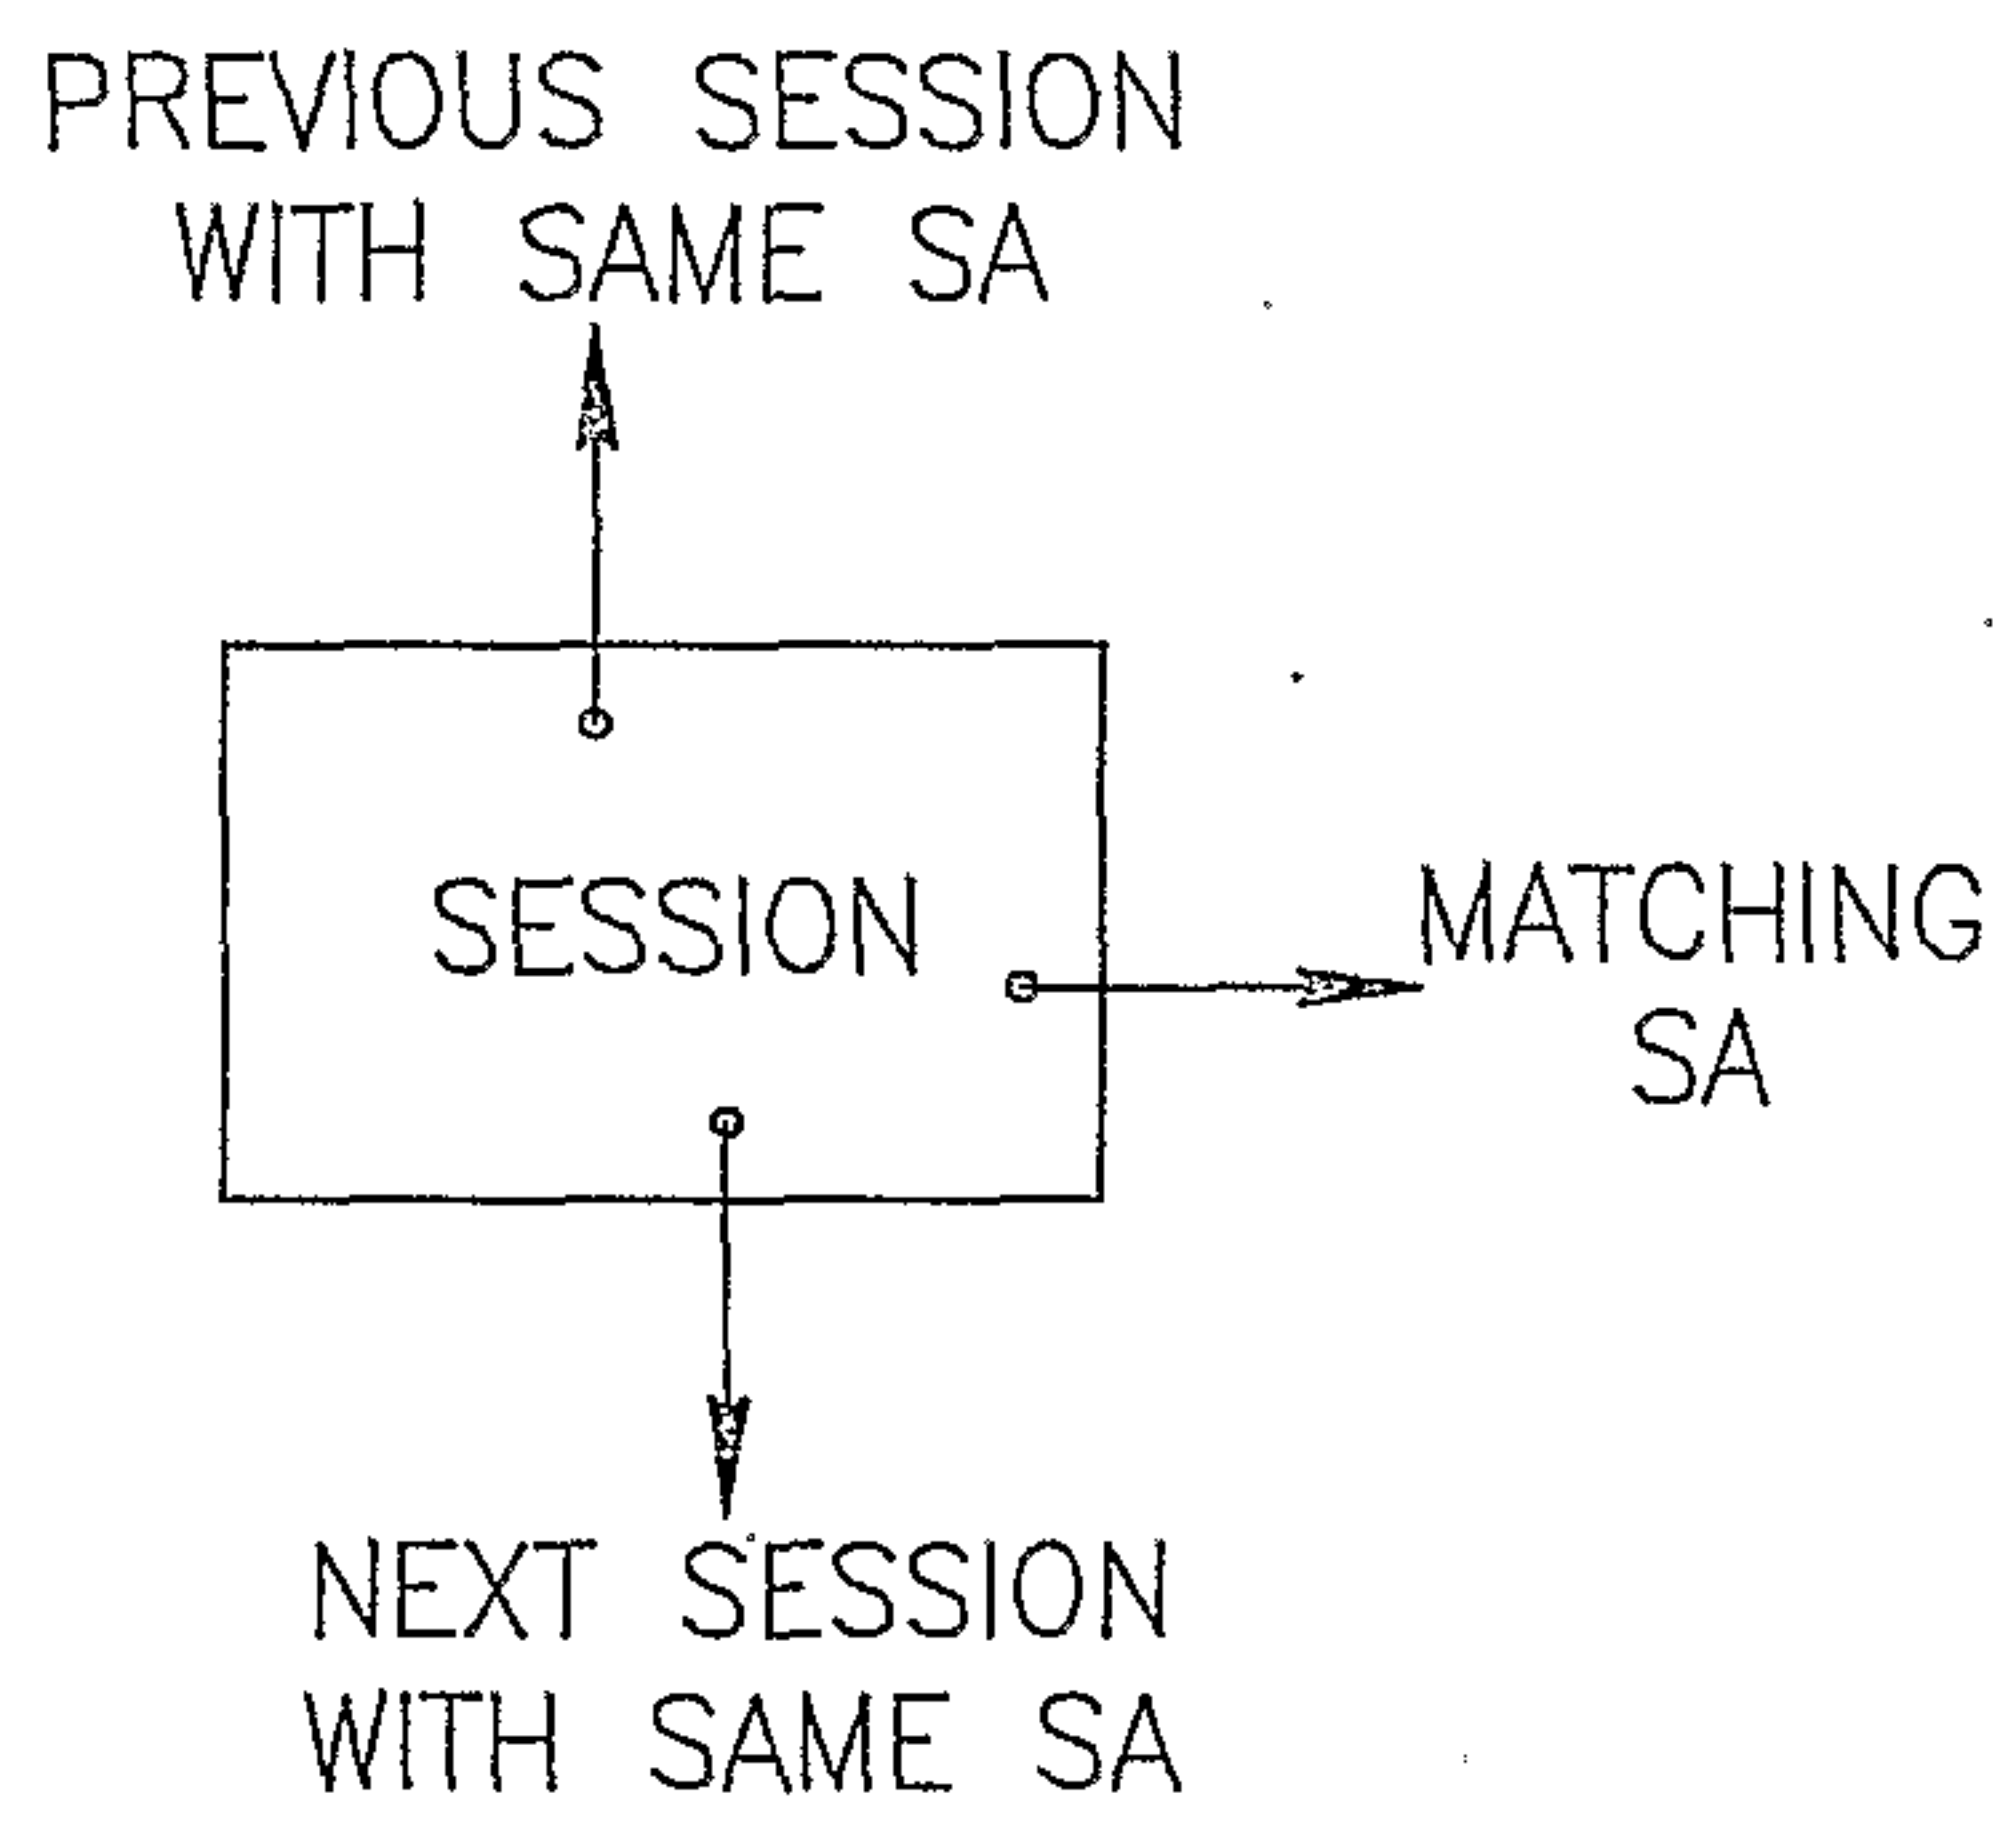 PREVIOUS SESSION
WITH SAME SA
SESSION
MATCHING
SA
NEXT SESSION
WITH SAME SA